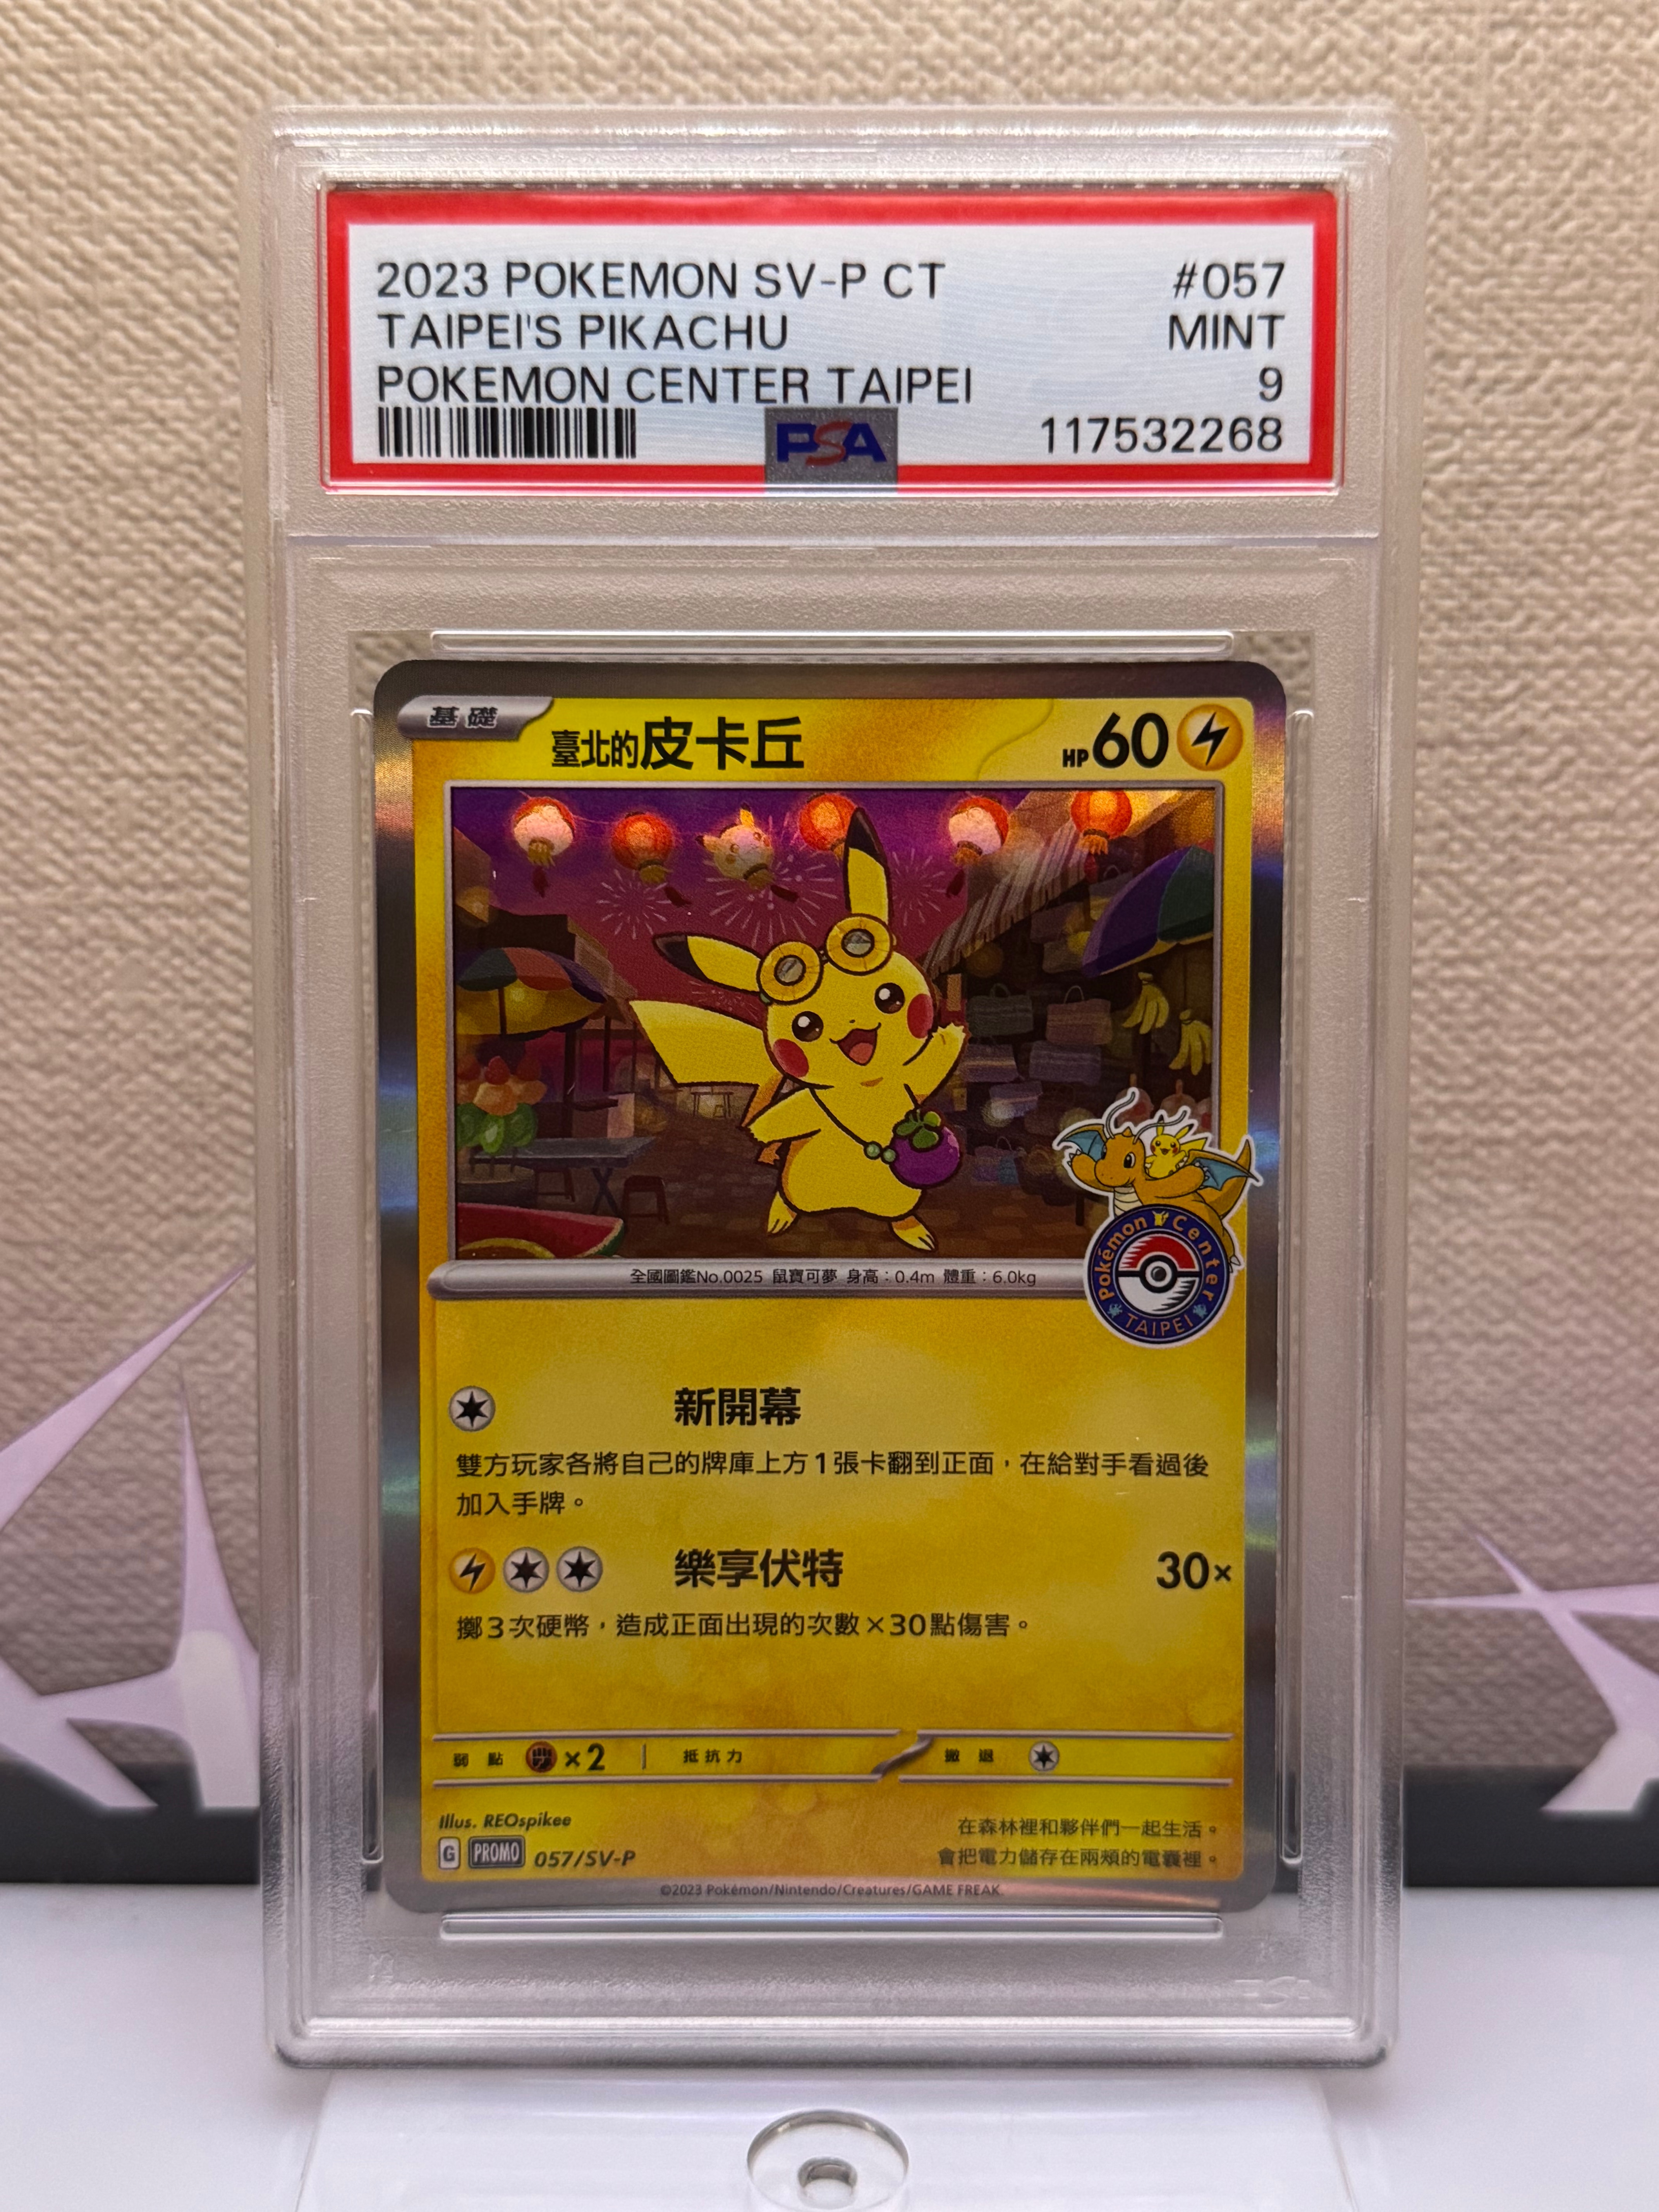 2023 POKEMON SV-P CT #057
TAIPEI'S PIKACHU MINT
POKEMON CENTER TAIPEI 9
PSA 117532268
基礎 臺北的皮卡丘 HP60
Pokémon Center
TAIPEI
全國圖鑑No.0025 鼠寶可夢 身高：0.4m 體重：6.0kg
新開幕
雙方玩家各將自己的牌庫上方1張卡翻到正面，在給對手看過後
加入手牌。
樂享伏特 30×
擲3次硬幣，造成正面出現的次數×30點傷害。
弱點 ×2 抵抗力 撤退
Illus. REOspikee
G PROMO 057/SV-P
在森林裡和夥伴們一起生活。
會把電力儲存在兩頰的電囊裡。
©2023 Pokémon/Nintendo/Creatures/GAME FREAK